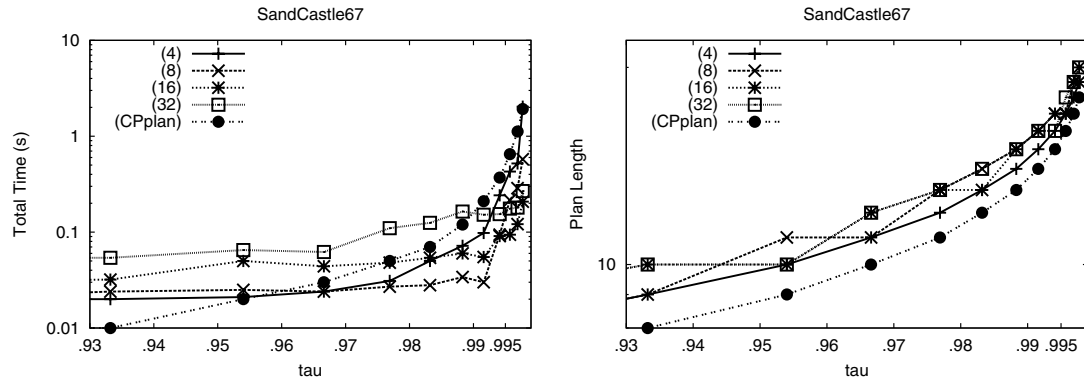 SandCastle67
10
1
0.1
0.01
Total Time (s)
(4)
(8)
(16)
(32)
(CPplan)
.93 .94 .95 .96 .97 .98 .99 .995
tau
SandCastle67
10
Plan Length
(4)
(8)
(16)
(32)
(CPplan)
.93 .94 .95 .96 .97 .98 .99 .995
tau